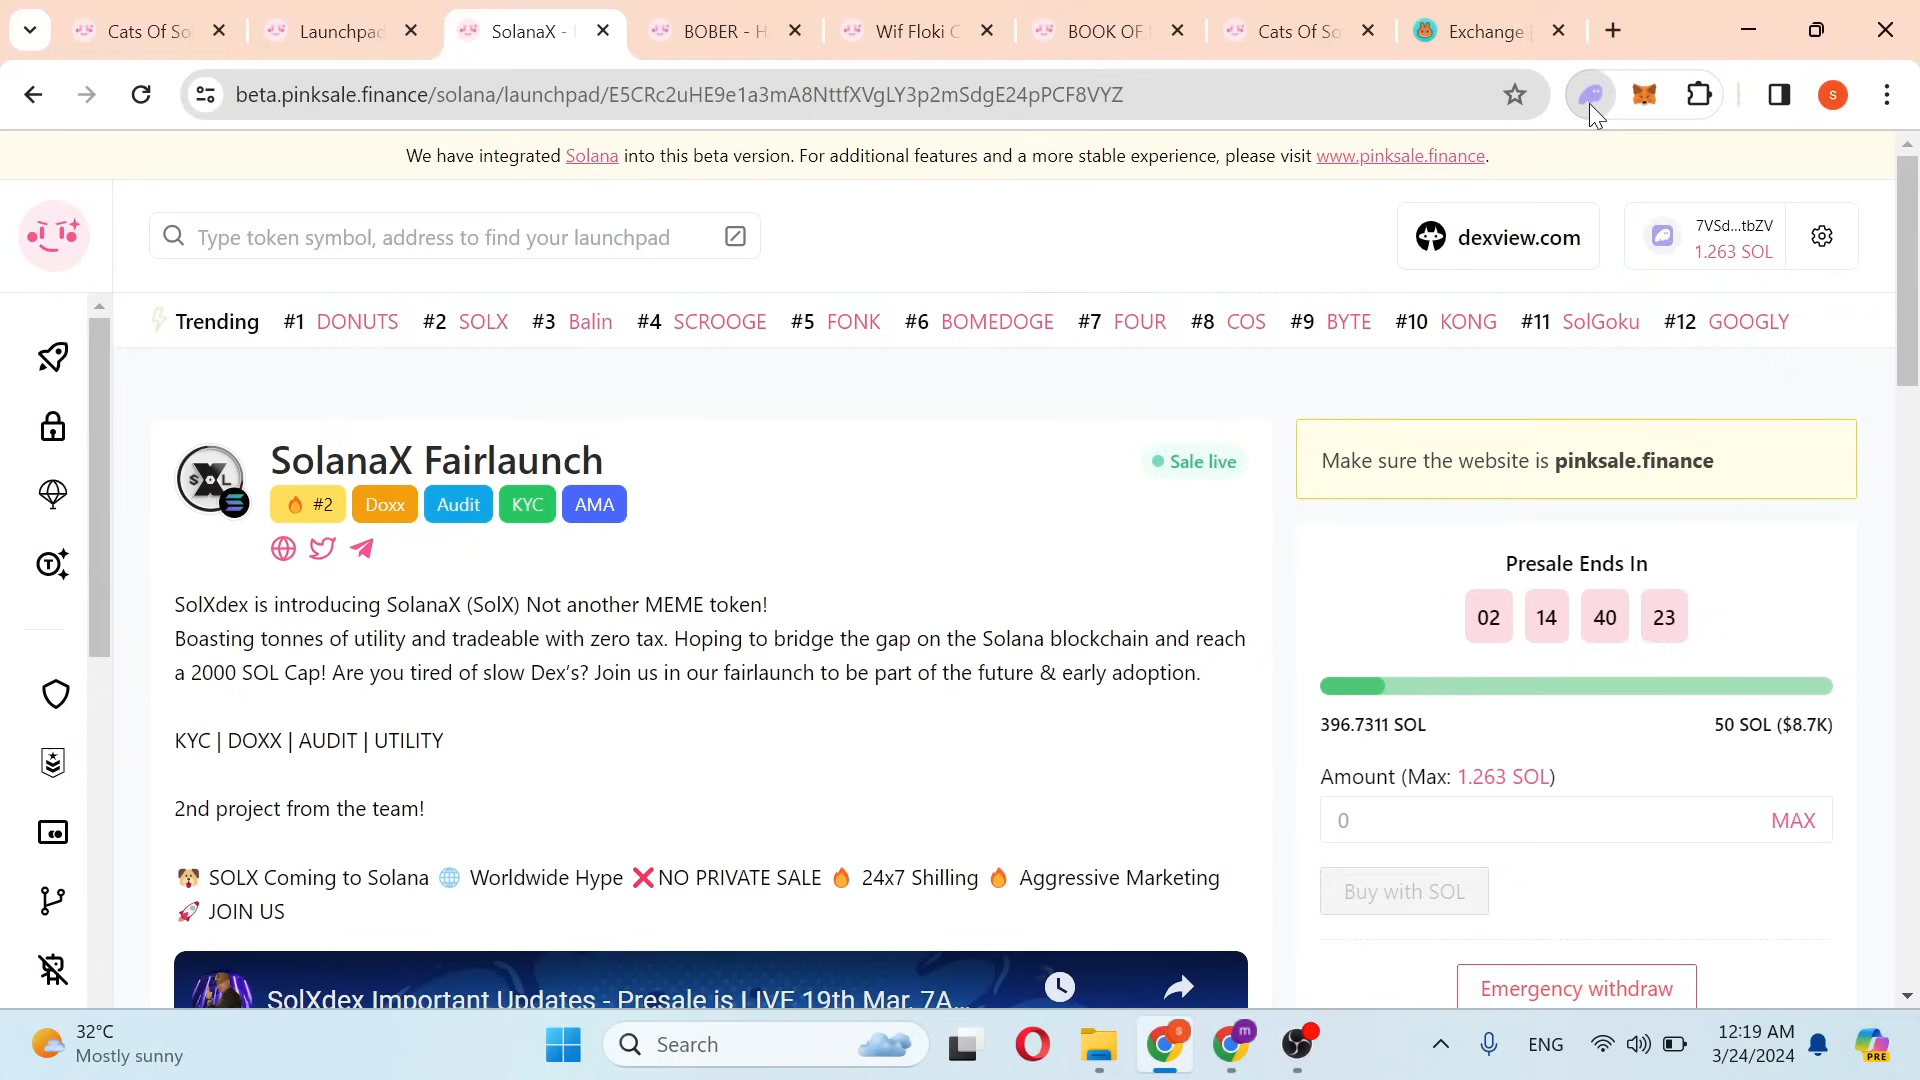 Cats Of So
Launchpad
SolanaX -
BOBER - H
Wif Floki C
BOOK OF
Cats Of So
Exchange
beta.pinksale.finance/solana/launchpad/E5CRc2uHE9e1a3mA8NttfXVgLY3p2mSdgE24pPCF8VYZ
S
We have integrated Solana into this beta version. For additional features and a more stable experience, please visit www.pinksale.finance.
Type token symbol, address to find your launchpad
dexview.com
7VSd...tbZV
1.263 SOL
Trending #1 DONUTS #2 SOLX #3 Balin #4 SCROOGE #5 FONK #6 BOMEDOGE #7 FOUR #8 COS #9 BYTE #10 KONG #11 SolGoku #12 GOOGLY
SolanaX Fairlaunch
Sale live
SOL
#2 Doxx Audit KYC AMA
SolXdex is introducing SolanaX (SolX) Not another MEME token!
Boasting tonnes of utility and tradeable with zero tax. Hoping to bridge the gap on the Solana blockchain and reach
a 2000 SOL Cap! Are you tired of slow Dex’s? Join us in our fairlaunch to be part of the future & early adoption.
KYC | DOXX | AUDIT | UTILITY
2nd project from the team!
🐶 SOLX Coming to Solana 🌐 Worldwide Hype ❌NO PRIVATE SALE 🔥 24x7 Shilling 🔥 Aggressive Marketing
🚀 JOIN US
SolXdex Important Updates - Presale is LIVE 19th Mar, 7A...
Make sure the website is pinksale.finance
Presale Ends In
02 14 40 23
396.7311 SOL
50 SOL ($8.7K)
Amount (Max: 1.263 SOL)
0
MAX
Buy with SOL
Emergency withdraw
32°C
Mostly sunny
Search
S
m
ENG
12:19 AM
3/24/2024
PRE